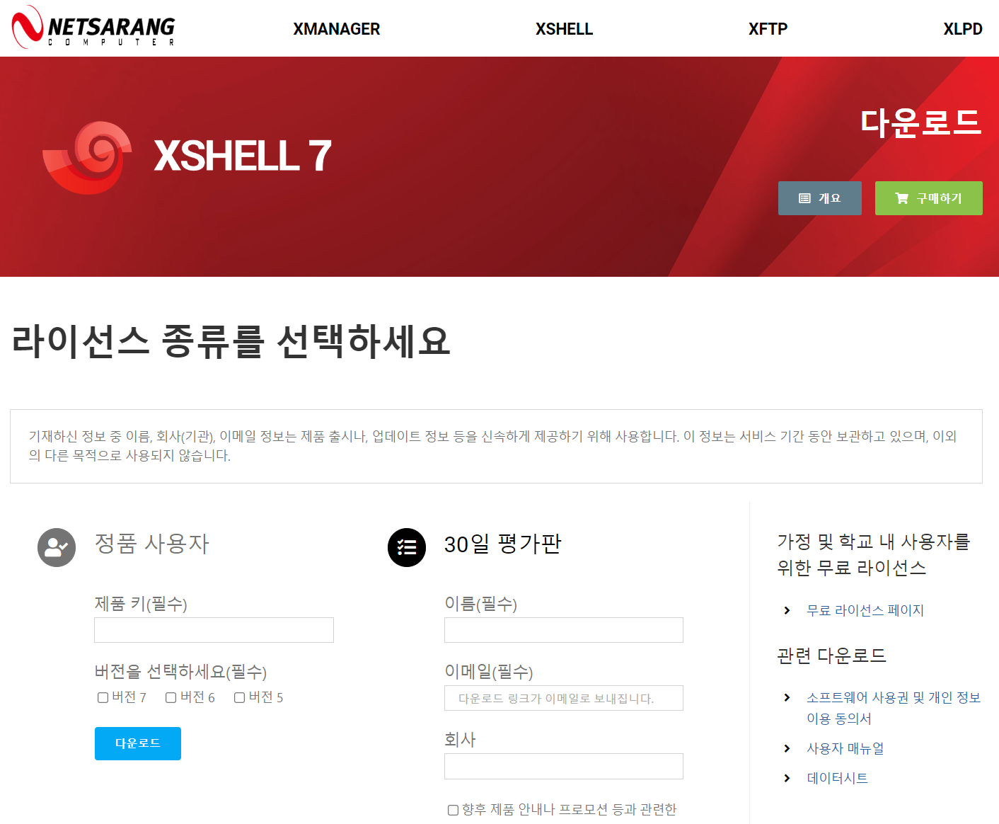 NETSARANG
COMPUTER
XMANAGER
XSHELL
XFTP
XLPD
XSHELL 7
다운로드
개요
구매하기
라이선스 종류를 선택하세요
기재하신 정보 중 이름, 회사(기관), 이메일 정보는 제품 출시나, 업데이트 정보 등을 신속하게 제공하기 위해 사용합니다. 이 정보는 서비스 기간 동안 보관하고 있으며, 이외
의 다른 목적으로 사용되지 않습니다.
정품 사용자
제품 키(필수)
버전을 선택하세요(필수)
버전 7 버전 6 버전 5
다운로드
30일 평가판
이름(필수)
이메일(필수)
다운로드 링크가 이메일로 보내집니다.
회사
향후 제품 안내나 프로모션 등과 관련한
가정 및 학교 내 사용자를
위한 무료 라이선스
무료 라이선스 페이지
관련 다운로드
소프트웨어 사용권 및 개인 정보
이용 동의서
사용자 매뉴얼
데이터시트